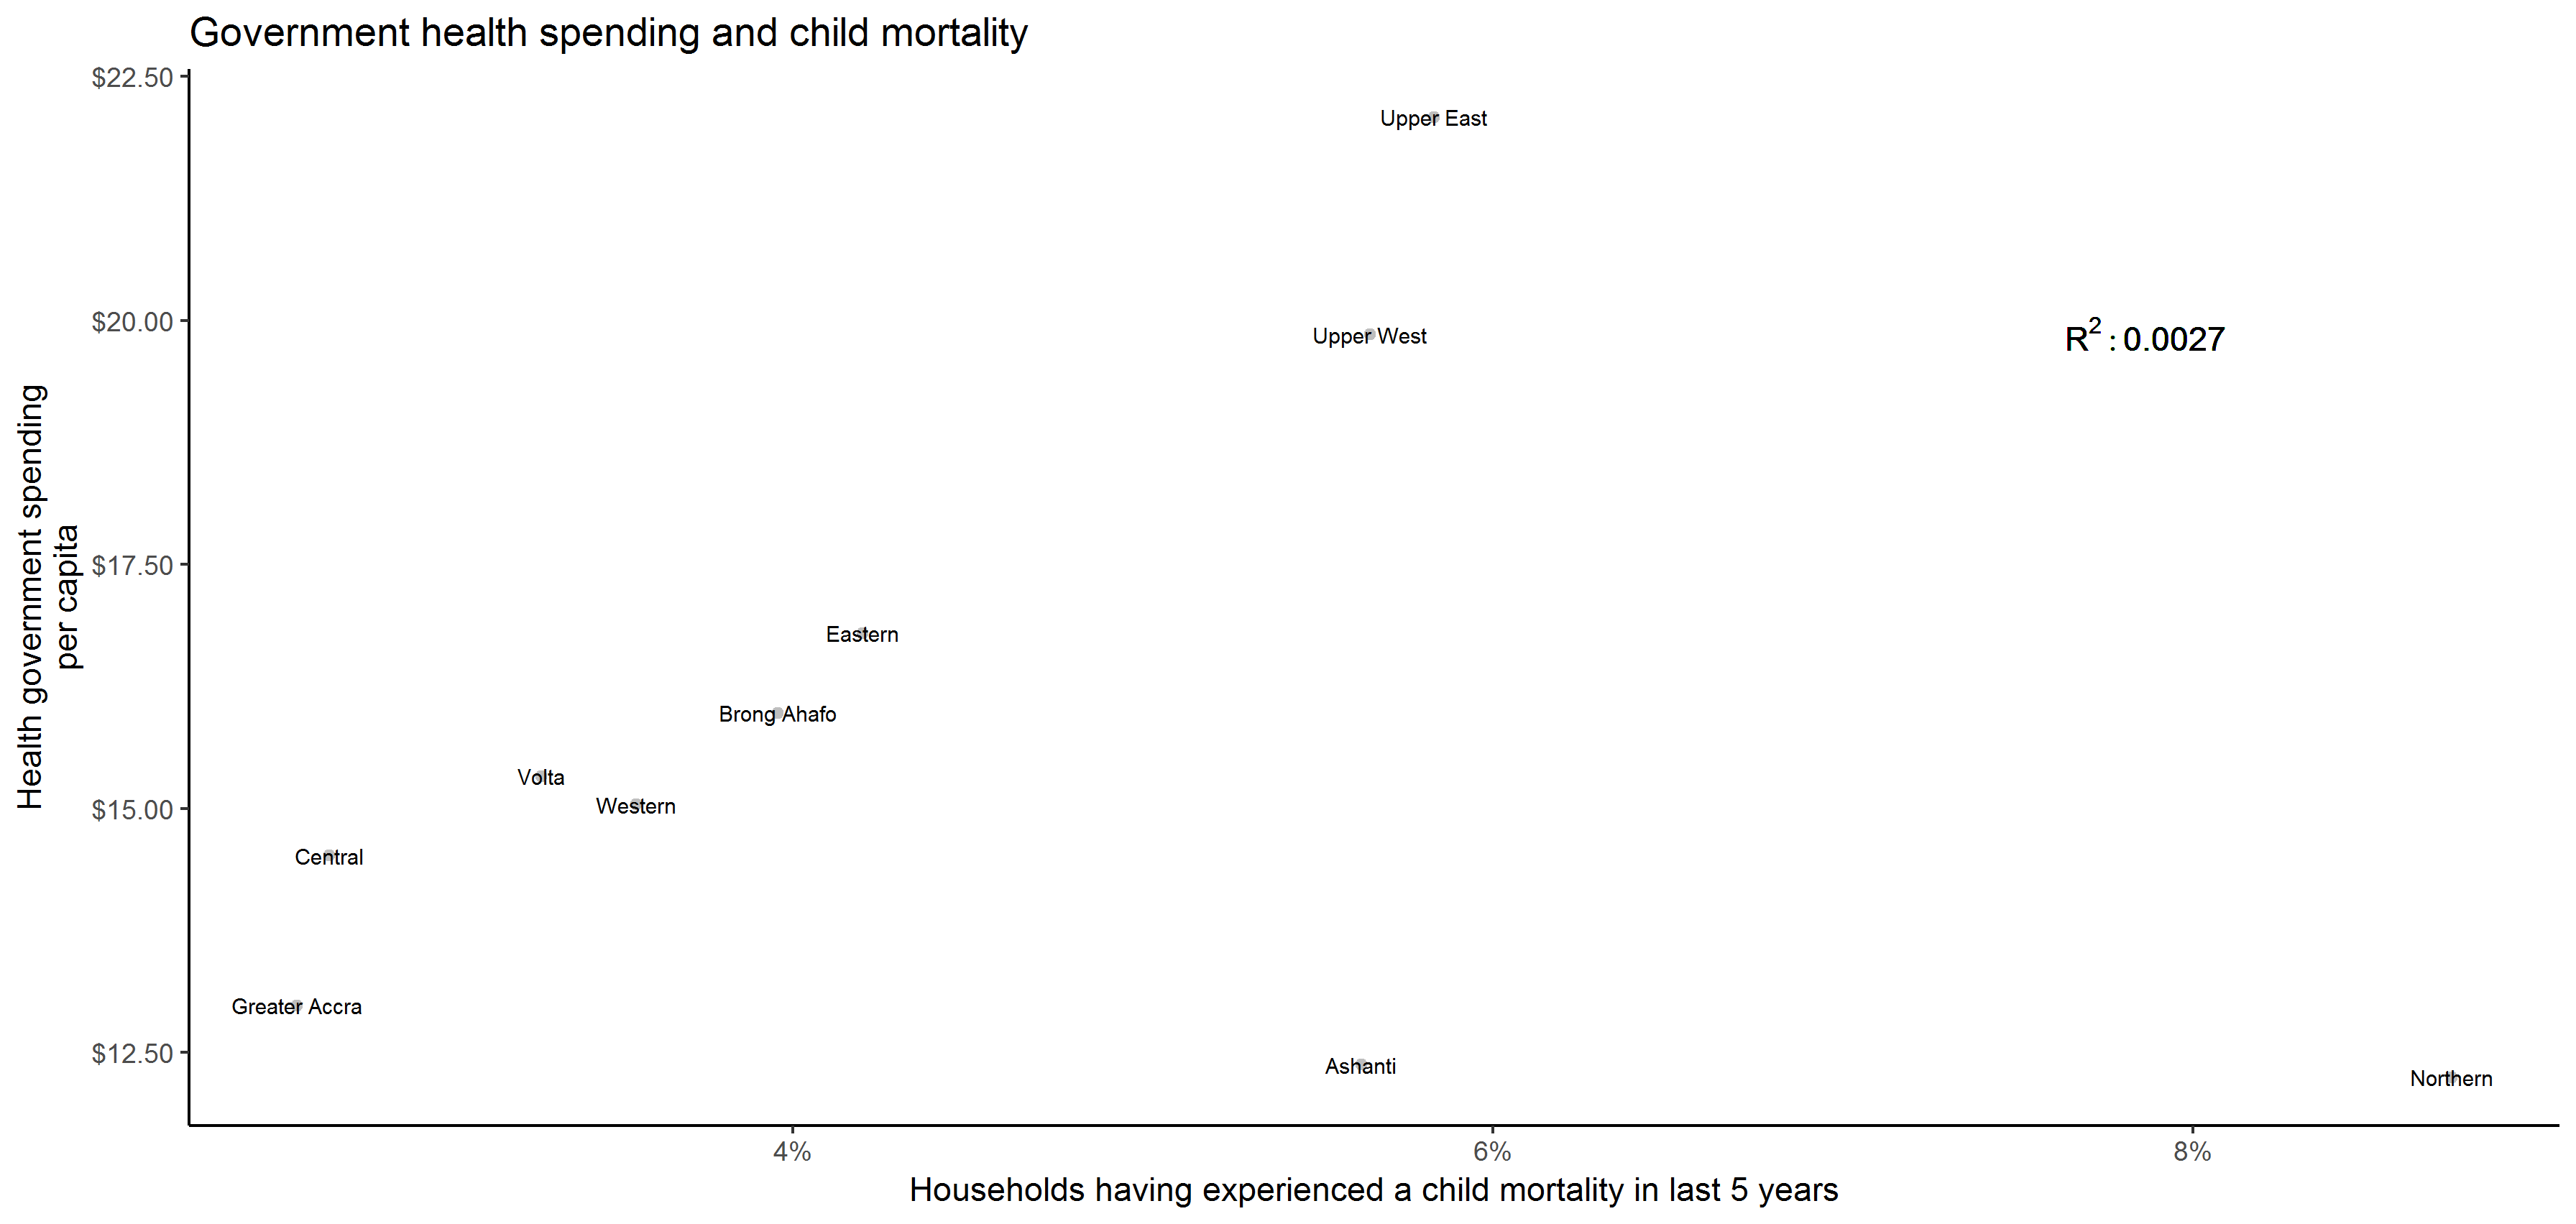 Government health spending and child mortality
$22.50
Upper East
$20.00
Upper West
R² : 0.0027
Health government spending
per capita
$17.50
Eastern
Brong Ahafo
Volta
Western
$15.00
Central
Greater Accra
$12.50
Ashanti
Northern
4%
6%
8%
Households having experienced a child mortality in last 5 years